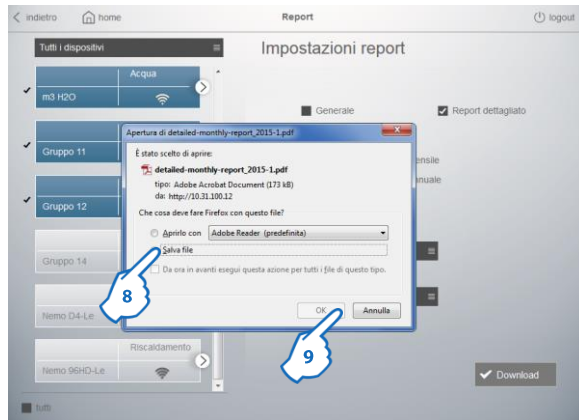 indietro
home
Report
logout
Tutti i dispositivi
Impostazioni report
Acqua
m3 H2O
Generale
Report dettagliato
Apertura di detailed-monthly-report_2015-1.pdf
Gruppo 11
È stato scelto di aprire:
detailed-monthly-report_2015-1.pdf
tipo: Adobe Acrobat Document (173 kB)
da: http://10.31.100.12
Che cosa deve fare Firefox con questo file?
Gruppo 12
Aprirlo con
Adobe Reader (predefinita)
Salva file
Gruppo 14
Da ora in avanti esegui questa azione per tutti i file di questo tipo.
8
OK
Annulla
Nemo D4-Le
9
Riscaldamento
Nemo 96HD-Le
Download
tutti